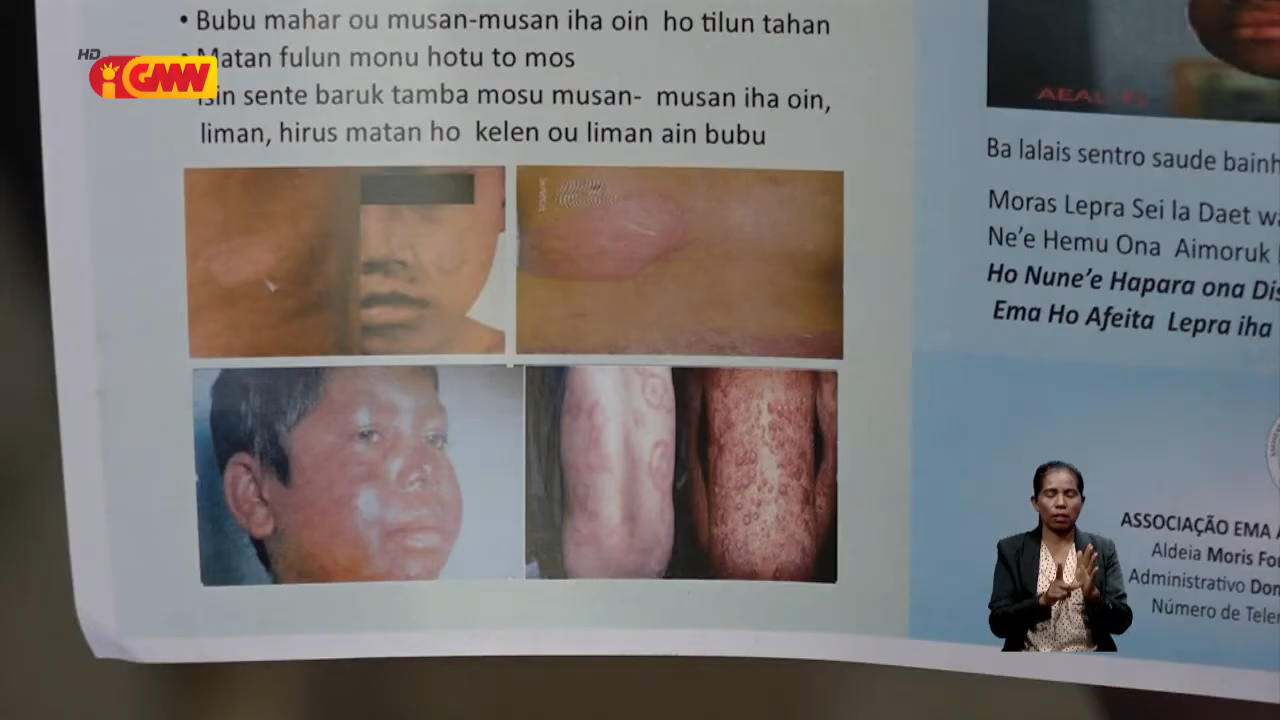 • Bubu mahar ou musan-musan iha oin ho tilun tahan
Matan fulun monu hotu to mos
isin sente baruk tamba mosu musan- musan iha oin,
liman, hirus matan ho kelen ou liman ain bubu
HD
GMN
Ba lalais sentro saude
Moras Lepra Sei la Daet
Ne'e Hemu Ona Aimoruk
Ho Nune'e Hapara ona
Ema Ho Afeita Lepra iha
ASSOCIAÇÃO EMA
Aldeia Moris
Administrativo
Número de